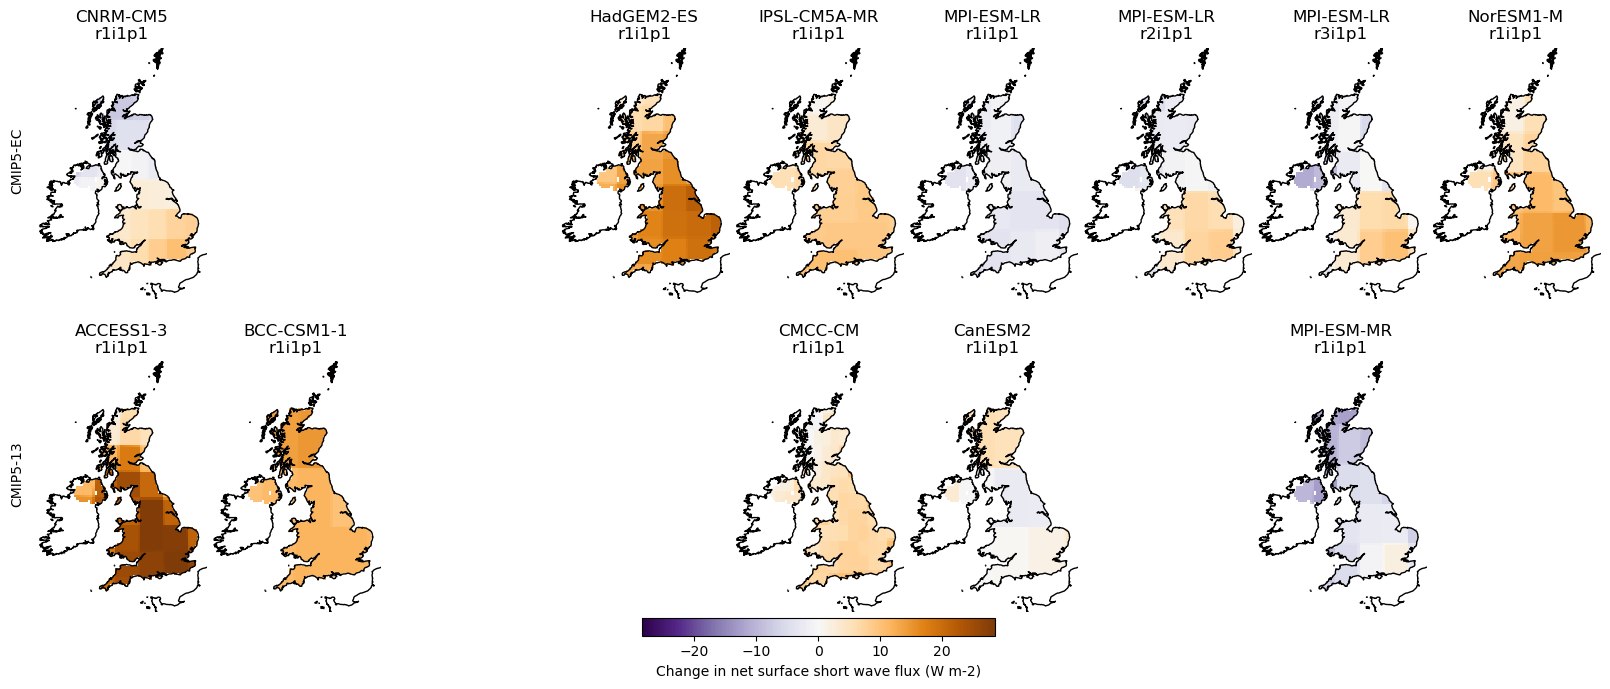 CNRM-CM5
r1i1p1
HadGEM2-ES
r1i1p1
IPSL-CM5A-MR
r1i1p1
MPI-ESM-LR
r1i1p1
MPI-ESM-LR
r2i1p1
MPI-ESM-LR
r3i1p1
NorESM1-M
r1i1p1
CMIP5-EC
ACCESS1-3
r1i1p1
BCC-CSM1-1
r1i1p1
CMCC-CM
r1i1p1
CanESM2
r1i1p1
MPI-ESM-MR
r1i1p1
CMIP5-13
−20 −10 0 10 20
Change in net surface short wave flux (W m-2)